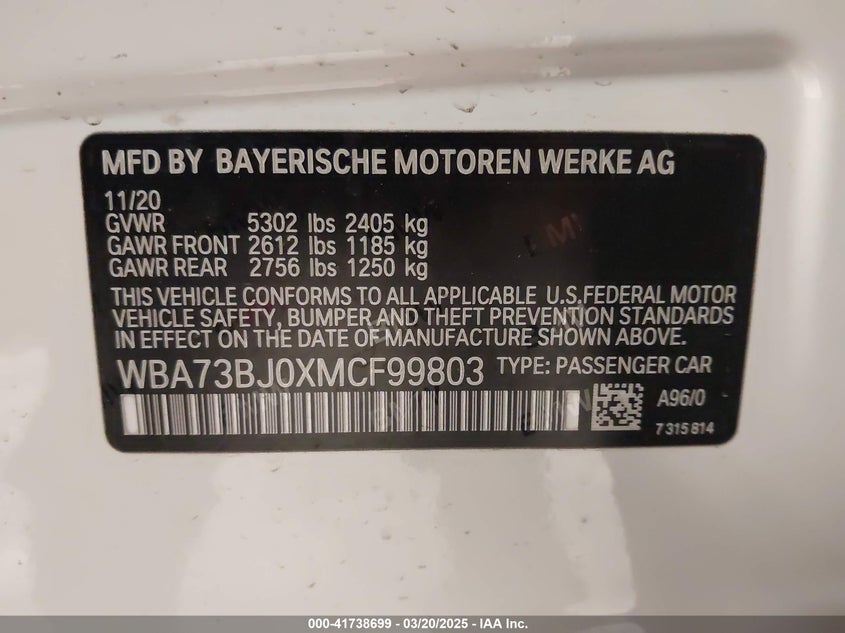 MFD BY BAYERISCHE MOTOREN WERKE AG
11/20
GVWR 5302 lbs 2405 kg
GAWR FRONT 2612 lbs 1185 kg
GAWR REAR 2756 lbs 1250 kg
THIS VEHICLE CONFORMS TO ALL APPLICABLE U.S.FEDERAL MOTOR
VEHICLE SAFETY, BUMPER AND THEFT PREVENTION STANDARDS
IN EFFECT ON THE DATE OF MANUFACTURE SHOWN ABOVE.
WBA73BJ0XMCF99803 TYPE: PASSENGER CAR
A96/0
7 315 814
000-41738699 - 03/20/2025 - IAA Inc.